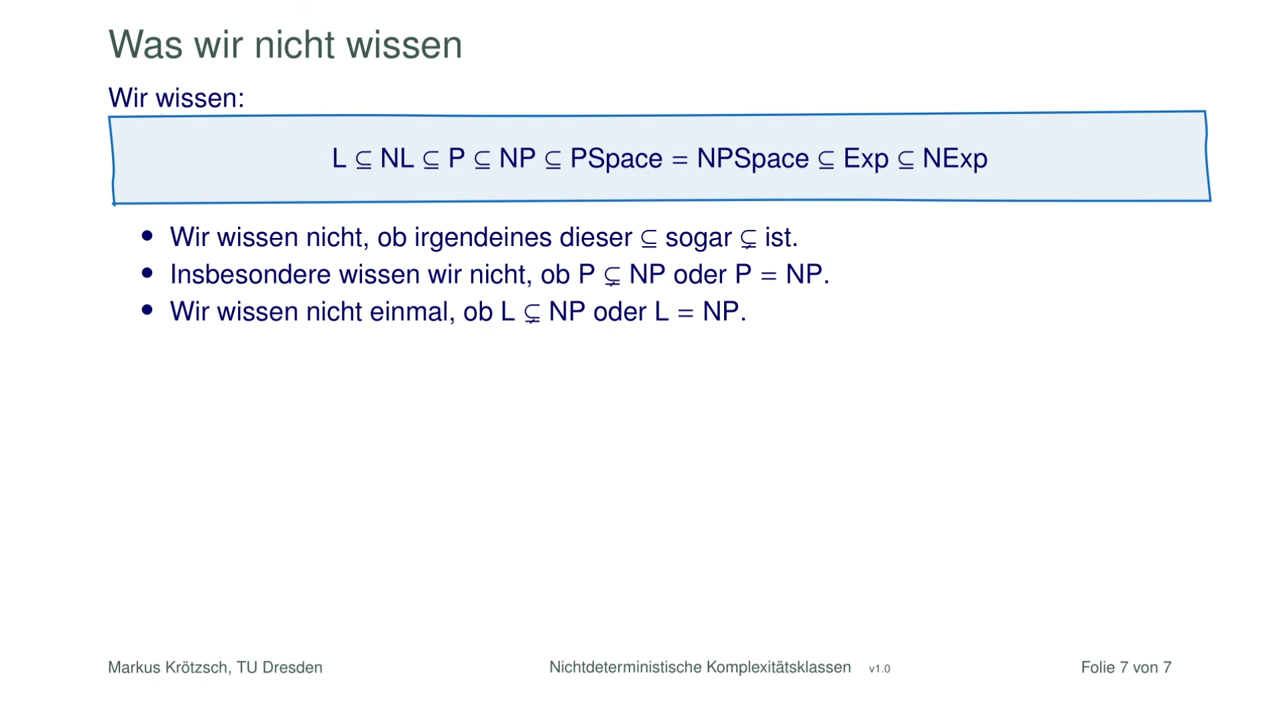 Was wir nicht wissen
Wir wissen:
L ⊆ NL ⊆ P ⊆ NP ⊆ PSpace = NPSpace ⊆ Exp ⊆ NExp
• Wir wissen nicht, ob irgendeines dieser ⊆ sogar ⊊ ist.
• Insbesondere wissen wir nicht, ob P ⊊ NP oder P = NP.
• Wir wissen nicht einmal, ob L ⊊ NP oder L = NP.
Markus Krötzsch, TU Dresden Nichtdeterministische Komplexitätsklassen v1.0 Folie 7 von 7